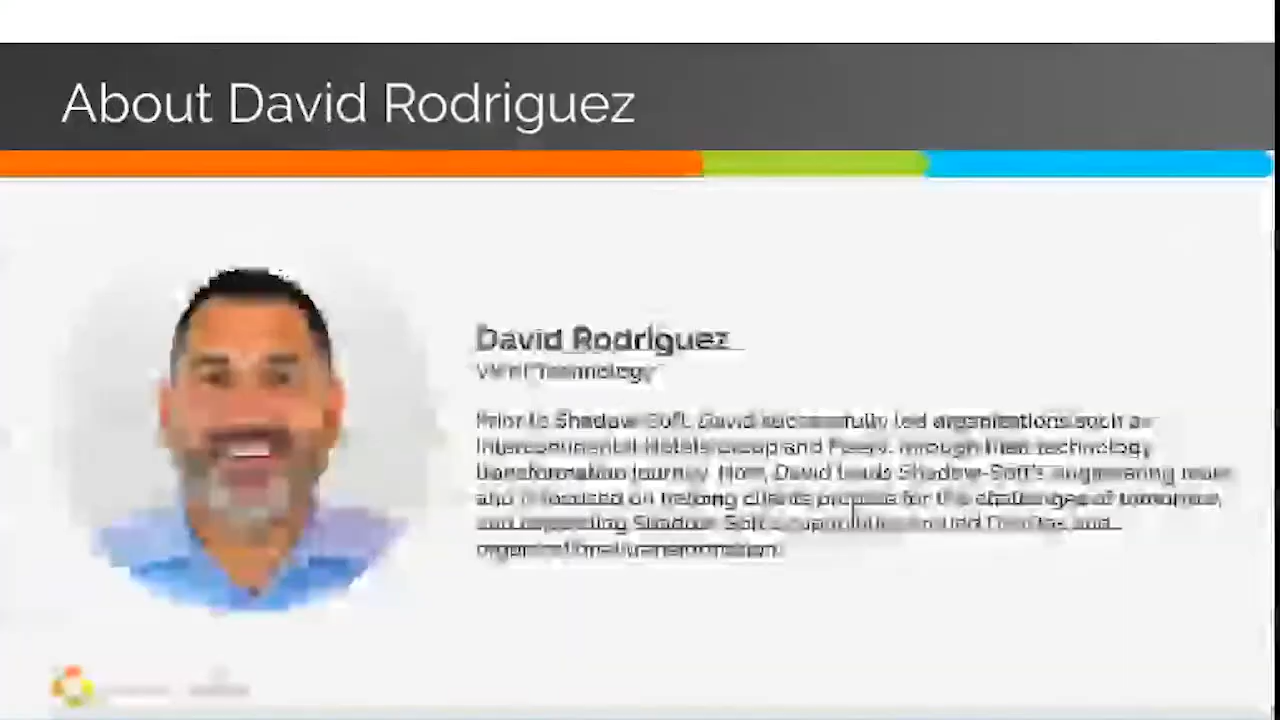 About David Rodriguez
David Rodriguez
Technology
Prior to Shadow-Soft, David successfully led organizations such as
Intercontinental Hotels Group and through their technology
transformation journey. Now, David leads Shadow-Soft's engineering team
and is focused on helping clients prepare for the challenges of tomorrow,
and expanding Shadow-Soft's capabilities around DevOps and
organizational transformation.